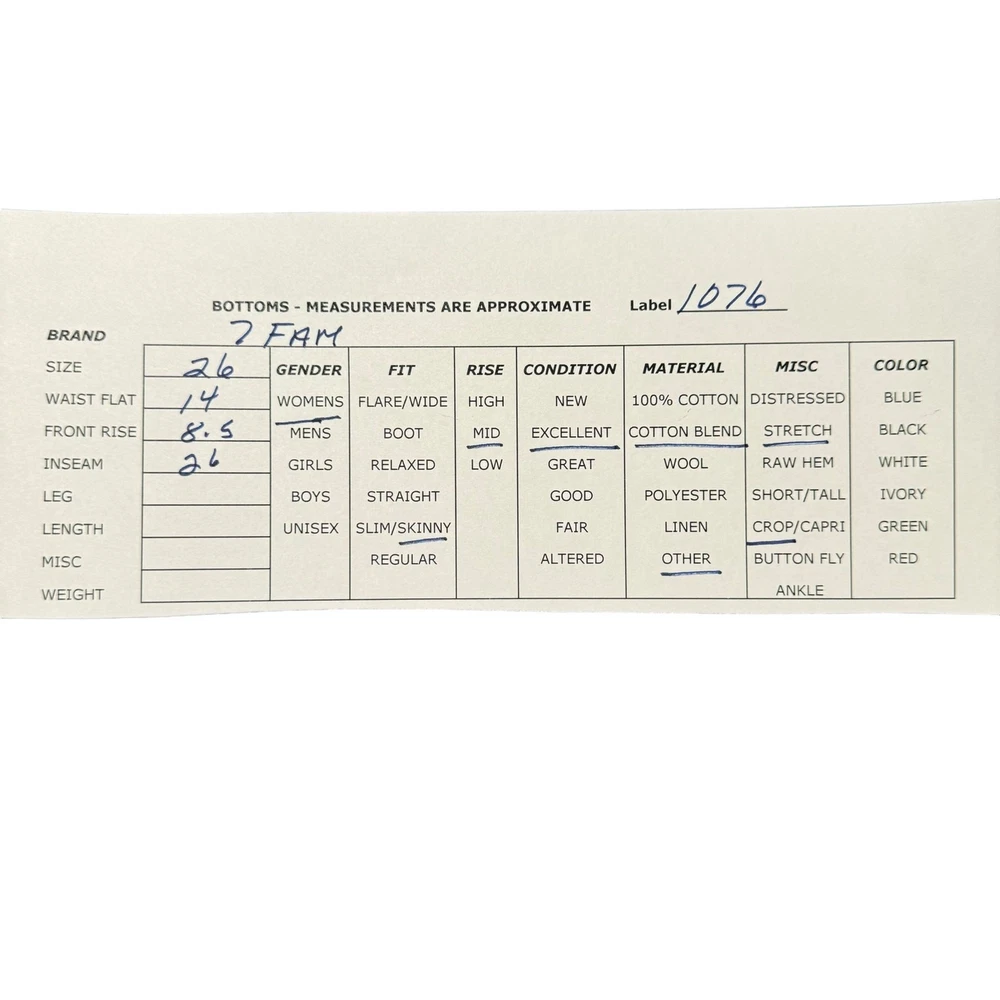 BOTTOMS - MEASUREMENTS ARE APPROXIMATE Label 1076
BRAND 7 FAM
SIZE 26 GENDER FIT RISE CONDITION MATERIAL MISC COLOR
WAIST FLAT 14 WOMENS FLARE/WIDE HIGH NEW 100% COTTON DISTRESSED BLUE
FRONT RISE 8.5 MENS BOOT MID EXCELLENT COTTON BLEND STRETCH BLACK
INSEAM 26 GIRLS RELAXED LOW GREAT WOOL RAW HEM WHITE
LEG BOYS STRAIGHT GOOD POLYESTER SHORT/TALL IVORY
LENGTH UNISEX SLIM/SKINNY FAIR LINEN CROP/CAPRI GREEN
MISC REGULAR ALTERED OTHER BUTTON FLY RED
WEIGHT ANKLE